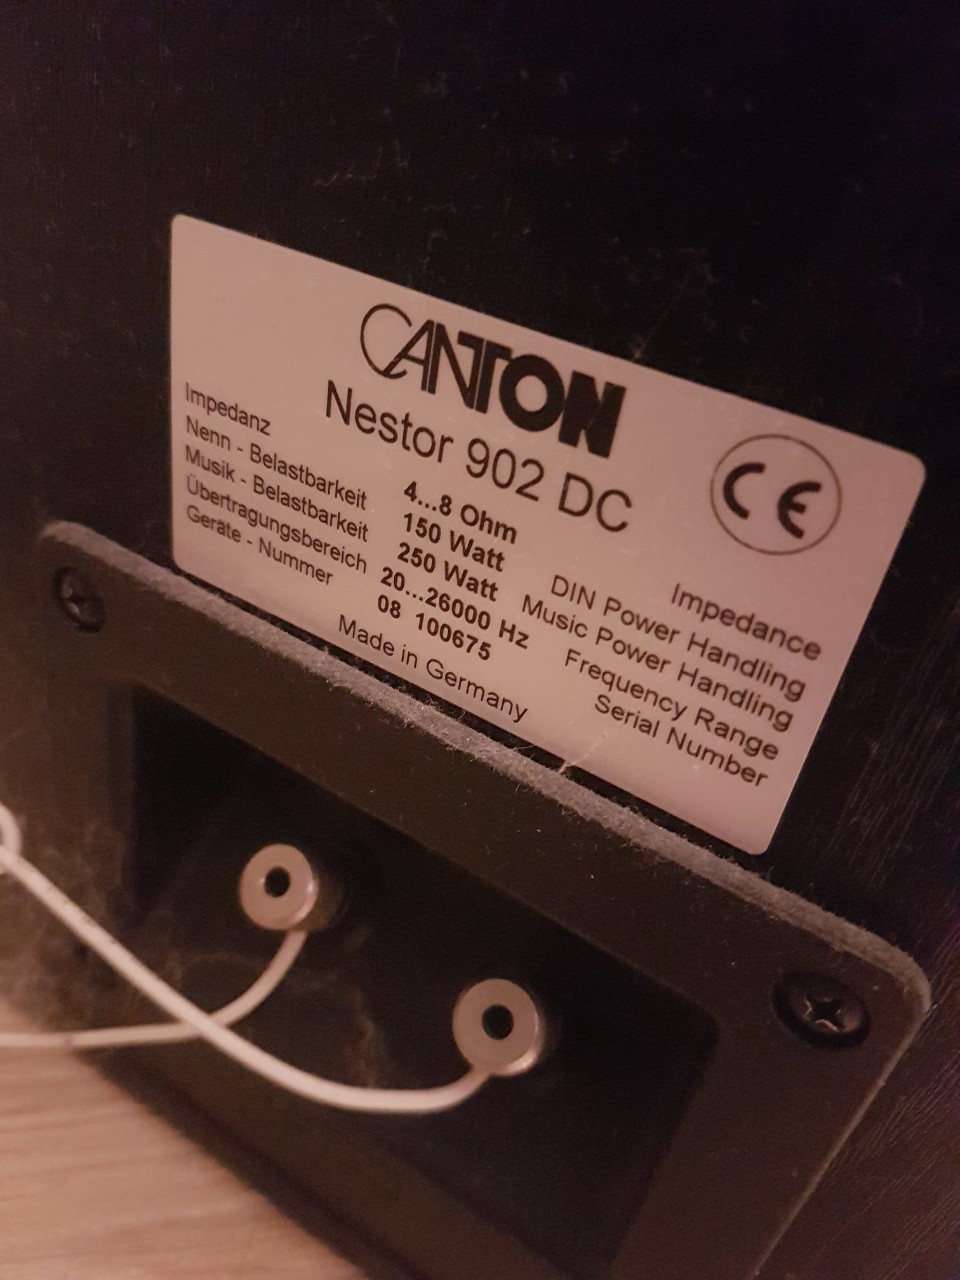 CANTON
Nestor 902 DC
CE
Impedanz 4...8 Ohm Impedance
Nenn - Belastbarkeit 150 Watt DIN Power Handling
Musik - Belastbarkeit 250 Watt Music Power Handling
Übertragungsbereich 20...26000 Hz Frequency Range
Geräte - Nummer 08 100675 Serial Number
Made in Germany